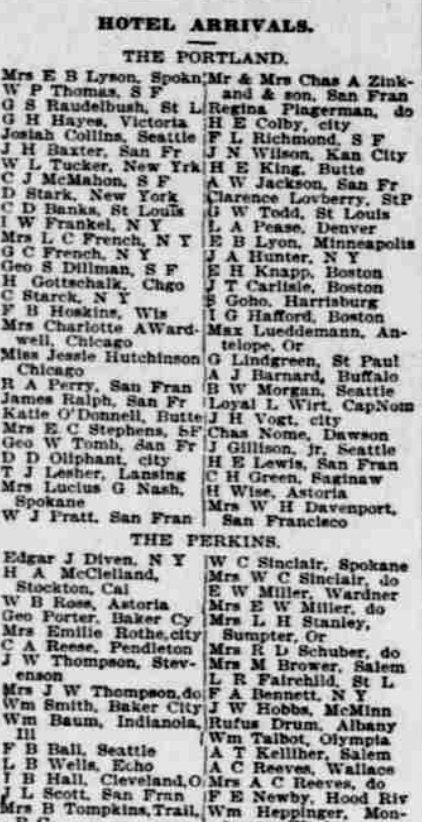 HOTEL ARRIVALS.
THE PORTLAND.
Mrs E B Lyson, Spokn
W P Thomas, S F
G S Raudelbush, St L
G H Hayes, Victoria
Josiah Collins, Seattle
J H Baxter, San Fr
W L Tucker, New Yrk
C J McMahon, S F
D Stark, New York
C D Banks, St Louis
I W Frankel, N Y
Mrs L C French, N Y
G C French, N Y
Geo S Dillman, S F
H Gottschalk, Chgo
C Starck, N Y
F B Hoskins, Wis
Mrs Charlotte A Ward-
well, Chicago
Miss Jessie Hutchinson
Chicago
R A Perry, San Fran
James Ralph, San Fr
Katie O'Donnell, Butte
Mrs E C Stephens, SF
Geo W Tomb, San Fr
D D Oliphant, city
T J Lesher, Lansing
Mrs Lucius G Nash,
Spokane
W J Pratt, San Fran
Mr & Mrs Chas A Zink-
and & son, San Fran
Regina Plagerman, do
H E Colby, city
F L Richmond, S F
J N Wilson, Kan City
H E King, Butte
A W Jackson, San Fr
Clarence Lovberry, StP
G W Todd, St Louis
L A Pease, Denver
E B Lyon, Minneapolis
J A Hunter, N Y
E H Knapp, Boston
J T Carlisle, Boston
S Goho, Harrisburg
I G Hafford, Boston
Max Lueddemann, An-
telope, Or
G Lindgreen, St Paul
A J Barnard, Buffalo
B W Morgan, Seattle
Loyal L Wirt, CapNom
J H Vogt, city
Chas Nome, Dawson
J Gillison, jr, Seattle
H E Lewis, San Fran
C H Green, Saginaw
H Wise, Astoria
Mrs W H Davenport,
San Francisco
THE PERKINS.
Edgar J Diven, N Y
H A McClelland,
Stockton, Cal
W B Ross, Astoria
Geo Porter, Baker Cy
Mrs Emilie Rothe, city
C A Reese, Pendleton
J W Thompson, Stev-
enson
Mrs J W Thompson, do
Wm Smith, Baker City
Wm Baum, Indianola,
Ill
F B Ball, Seattle
L B Wells, Echo
I B Hall, Cleveland, O
J L Scott, San Fran
Mrs B Tompkins, Trail,
B C
W C Sinclair, Spokane
Mrs W C Sinclair, do
E W Miller, Wardner
Mrs E W Miller, do
Mrs L H Stanley,
Sumpter, Or
Mrs R D Schuber, do
Mrs M Brower, Salem
L R Fairchild, St L
F A Bennett, N Y
J W Hobbs, McMinn
Rufus Drum, Albany
Wm Talbot, Olympia
A T Kelliher, Salem
A C Reeves, Wallace
Mrs A C Reeves, do
F E Newby, Hood Riv
Wm Heppinger, Mon-